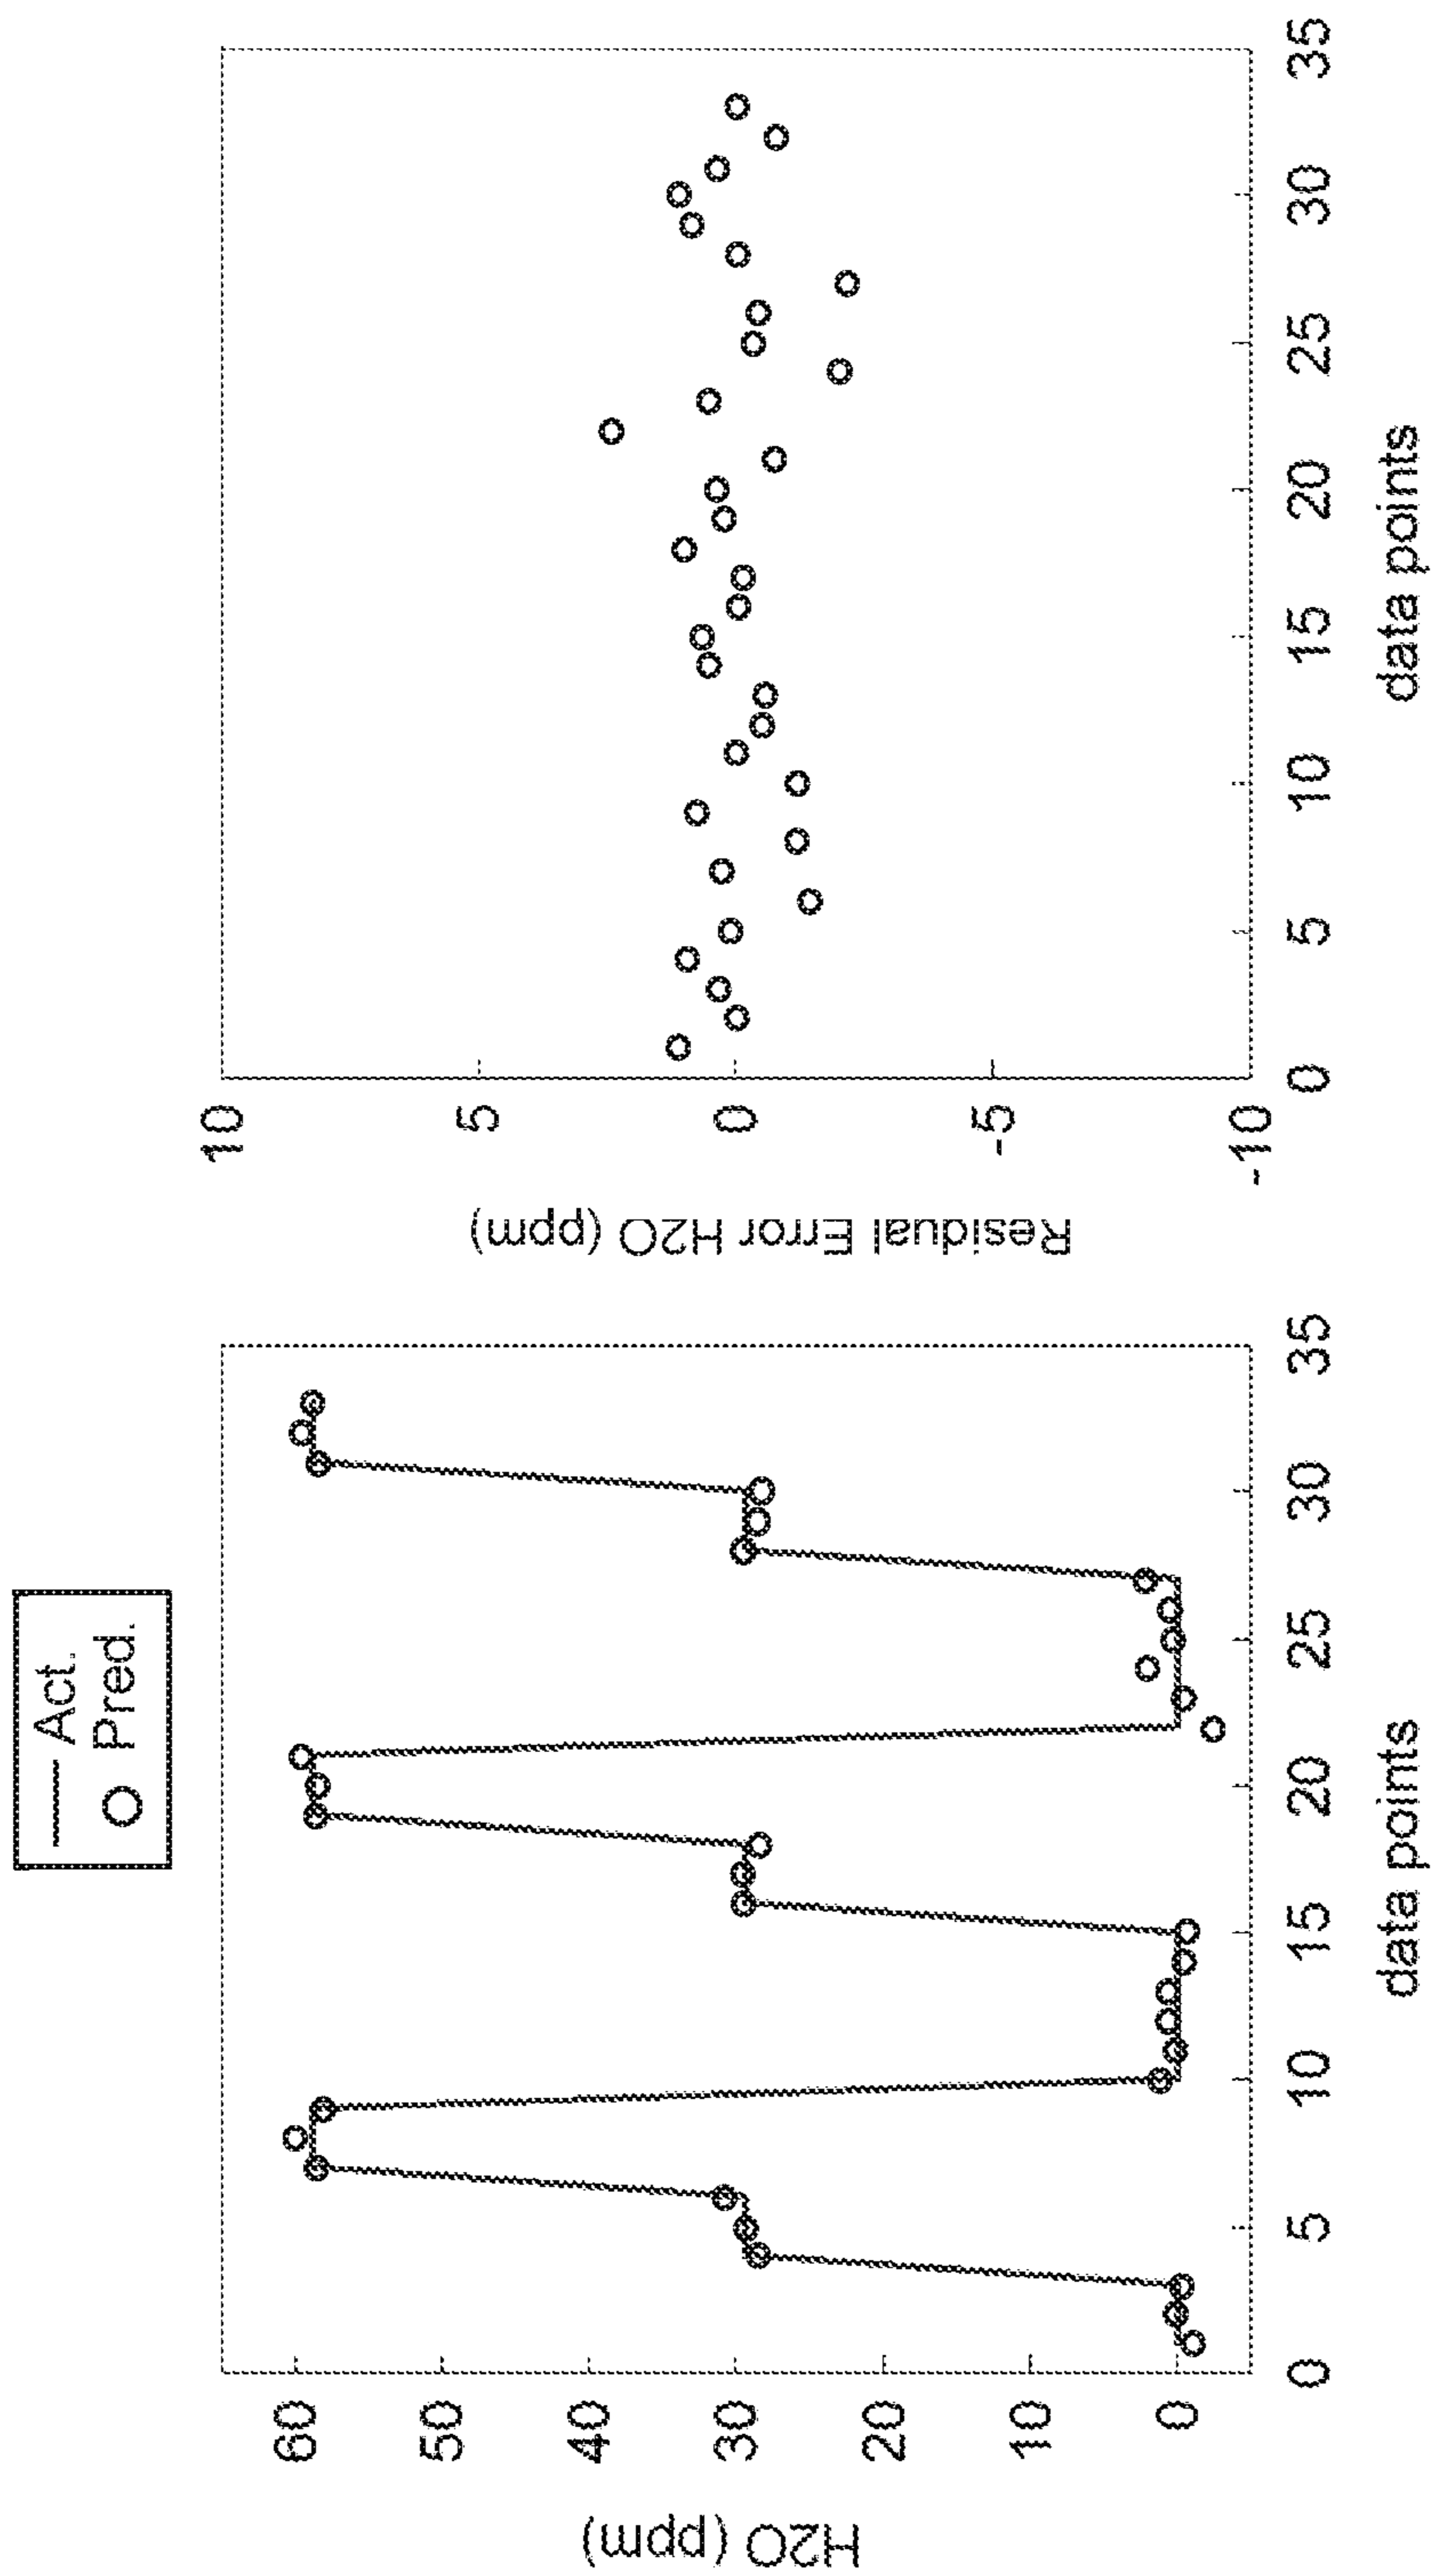 Act.
Pred.
H2O (ppm)
60
50
40
30
20
10
0
0 5 10 15 20 25 30 35
data points
Residual Error H2O (ppm)
10
5
0
-5
-10
0 5 10 15 20 25 30 35
data points